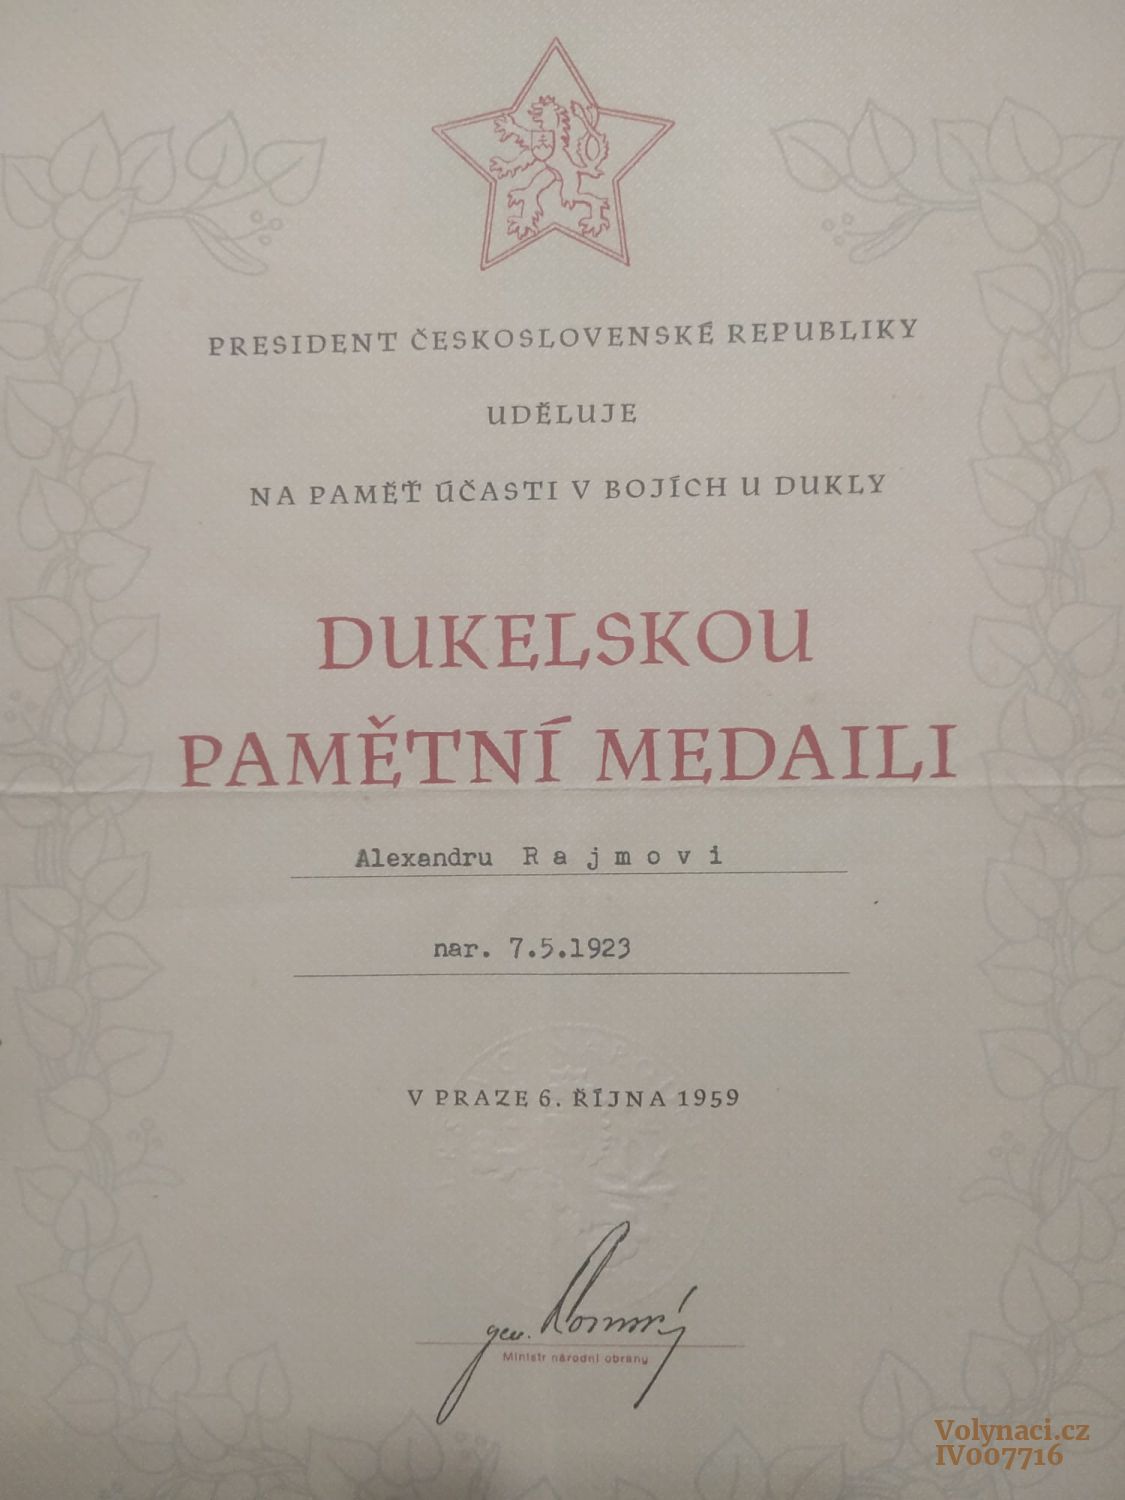 PRESIDENT ČESKOSLOVENSKÉ REPUBLIKY
UDĚLUJE
NA PAMĚŤ ÚČASTI V BOJÍCH U DUKLY
DUKELSKOU
PAMĚTNÍ MEDAILI
Alexandru R a j m o v i
nar. 7.5.1923
V PRAZE 6. ŘÍJNA 1959
gen.
Ministr národní obrany
Volynaci.cz
IV007716